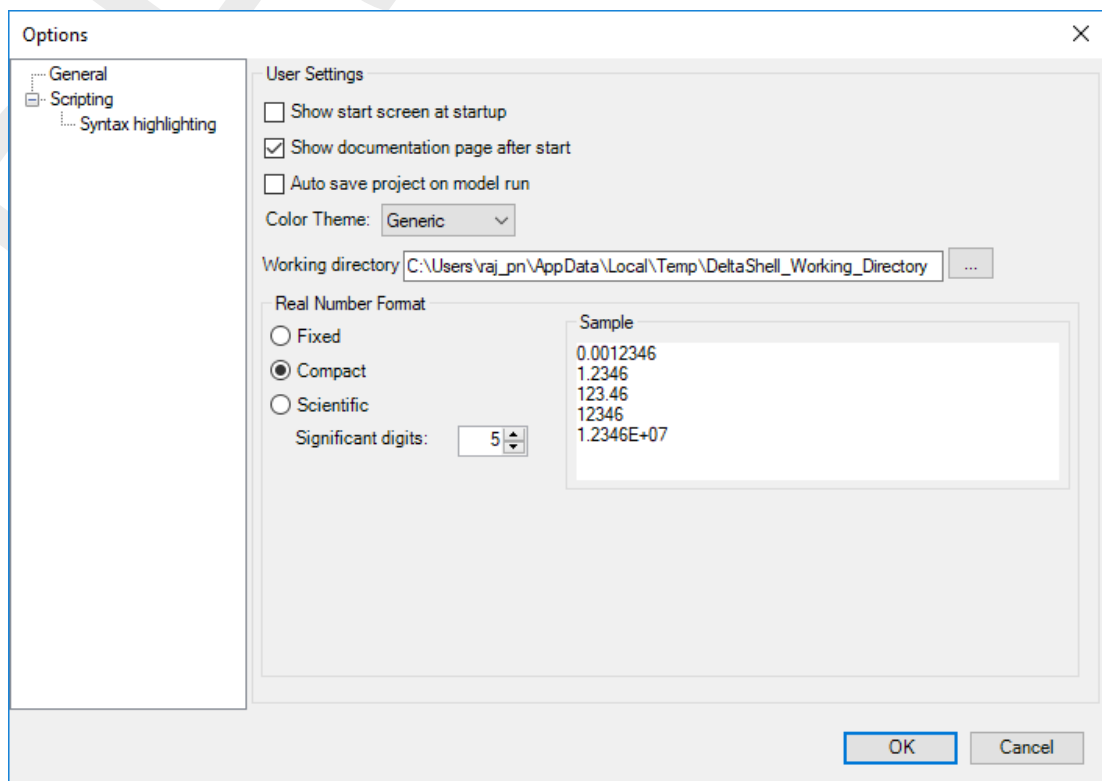 Options
General
Scripting
Syntax highlighting
User Settings
Show start screen at startup
Show documentation page after start
Auto save project on model run
Color Theme: Generic
Working directory C:\Users\raj_pn\AppData\Local\Temp\DeltaShell_Working_Directory ...
Real Number Format
Fixed
Compact
Scientific
Significant digits: 5
Sample
0.0012346
1.2346
123.46
12346
1.2346E+07
OK Cancel